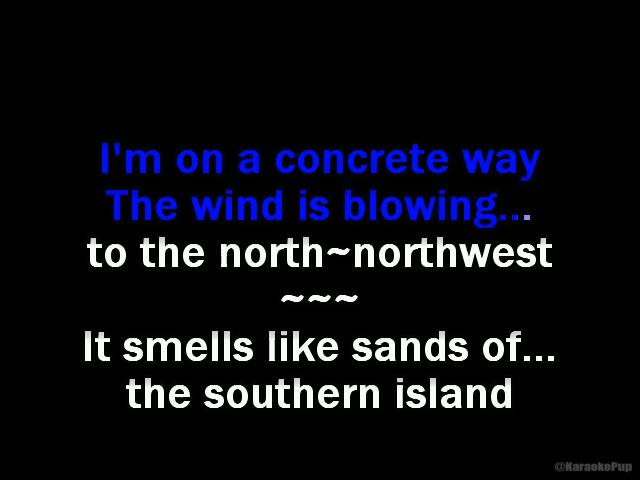 I'm on a concrete way
The wind is blowing...
to the north~northwest
~~~
It smells like sands of...
the southern island
@KaraokePup